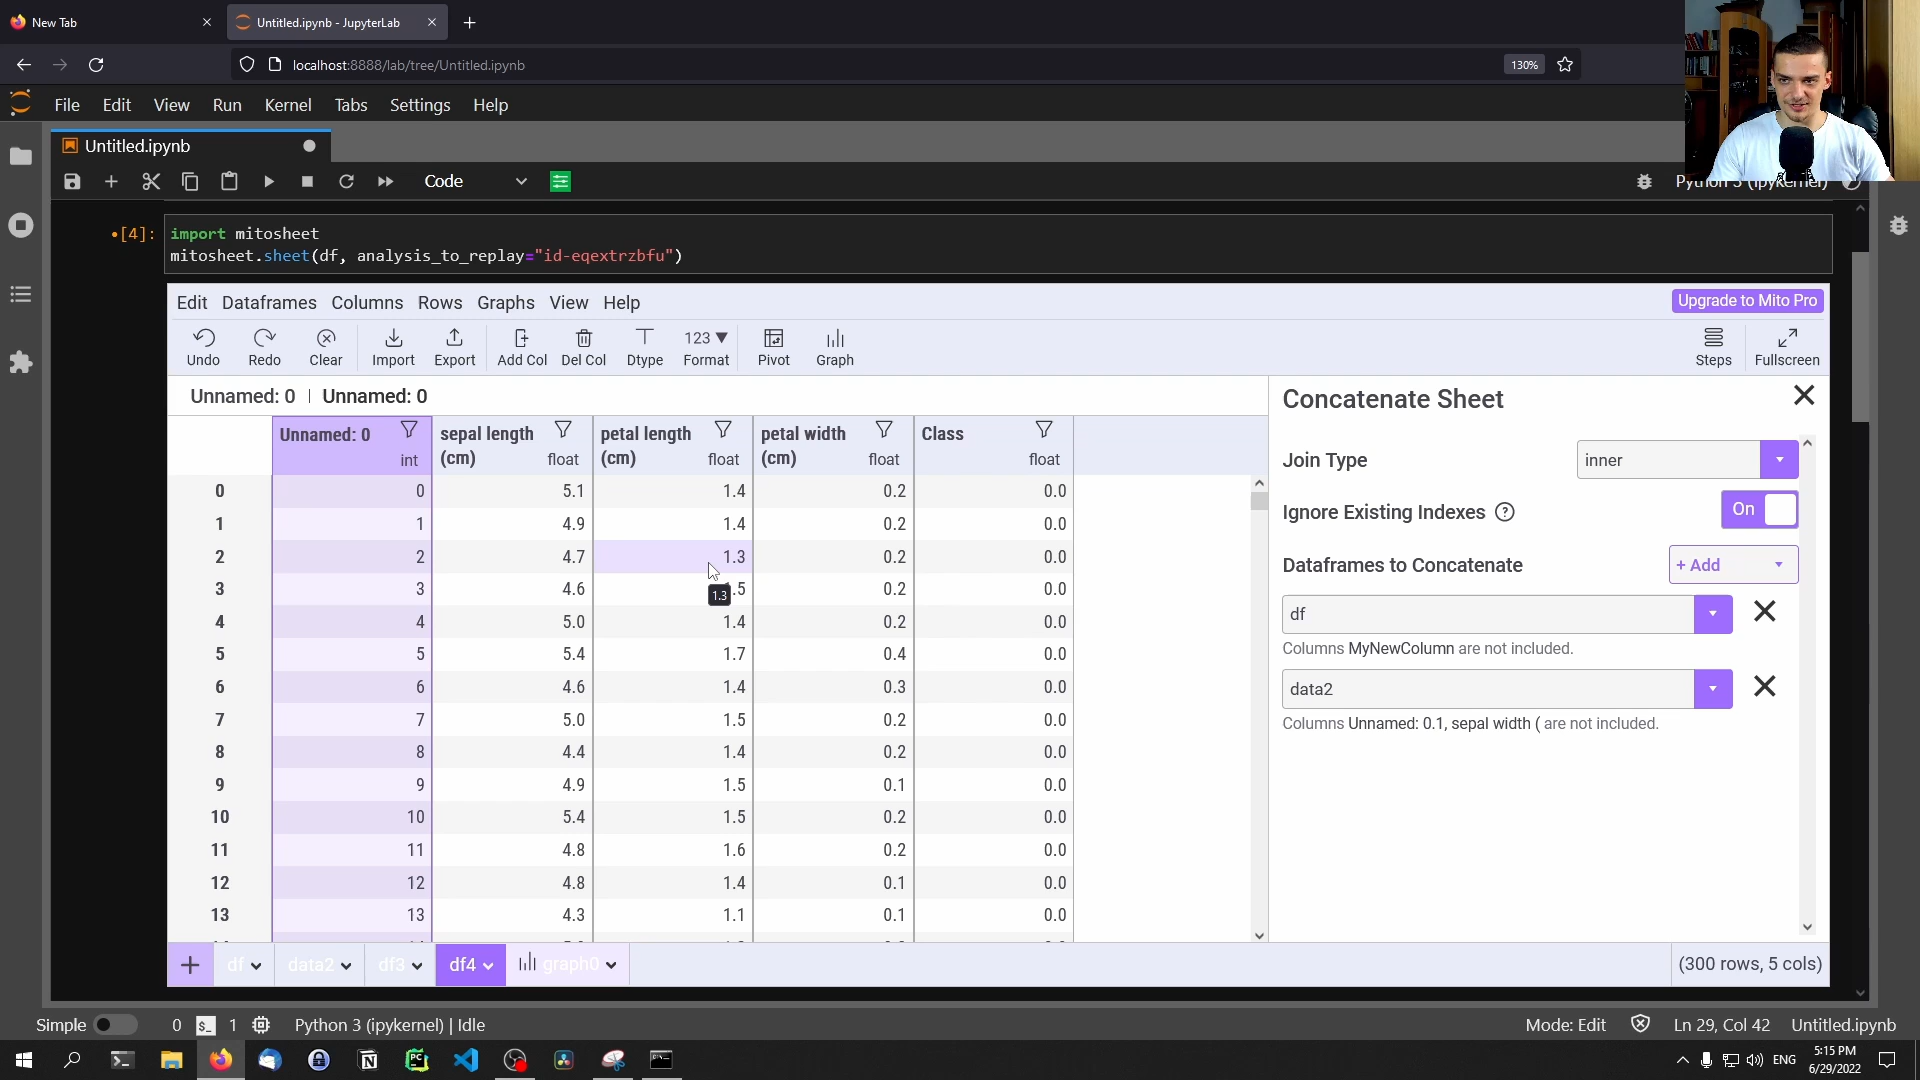 New Tab
Untitled.ipynb - JupyterLab
localhost:8888/lab/tree/Untitled.ipynb
130%
File Edit View Run Kernel Tabs Settings Help
Untitled.ipynb
Code
Python 3 (ipykernel)
[4]:
import mitosheet
mitosheet.sheet(df, analysis_to_replay="id-eqextrzbfu")
Edit Dataframes Columns Rows Graphs View Help
Upgrade to Mito Pro
123
Undo Redo Clear Import Export Add Col Del Col Dtype Format Pivot Graph Steps Fullscreen
Unnamed: 0 | Unnamed: 0
Unnamed: 0 int sepal length (cm) float petal length (cm) float petal width (cm) float Class float
0 0 5.1 1.4 0.2 0.0
1 1 4.9 1.4 0.2 0.0
2 2 4.7 1.3 0.2 0.0
3 3 4.6 .5 0.2 0.0
1.3
4 4 5.0 1.4 0.2 0.0
5 5 5.4 1.7 0.4 0.0
6 6 4.6 1.4 0.3 0.0
7 7 5.0 1.5 0.2 0.0
8 8 4.4 1.4 0.2 0.0
9 9 4.9 1.5 0.1 0.0
10 10 5.4 1.5 0.2 0.0
11 11 4.8 1.6 0.2 0.0
12 12 4.8 1.4 0.1 0.0
13 13 4.3 1.1 0.1 0.0
Concatenate Sheet
Join Type inner
Ignore Existing Indexes On
Dataframes to Concatenate + Add
df
Columns MyNewColumn are not included.
data2
Columns Unnamed: 0.1, sepal width ( are not included.
+ df data2 df3 df4 graph0
(300 rows, 5 cols)
Simple 0 1 Python 3 (ipykernel) | Idle
Mode: Edit Ln 29, Col 42 Untitled.ipynb
ENG
5:15 PM
6/29/2022